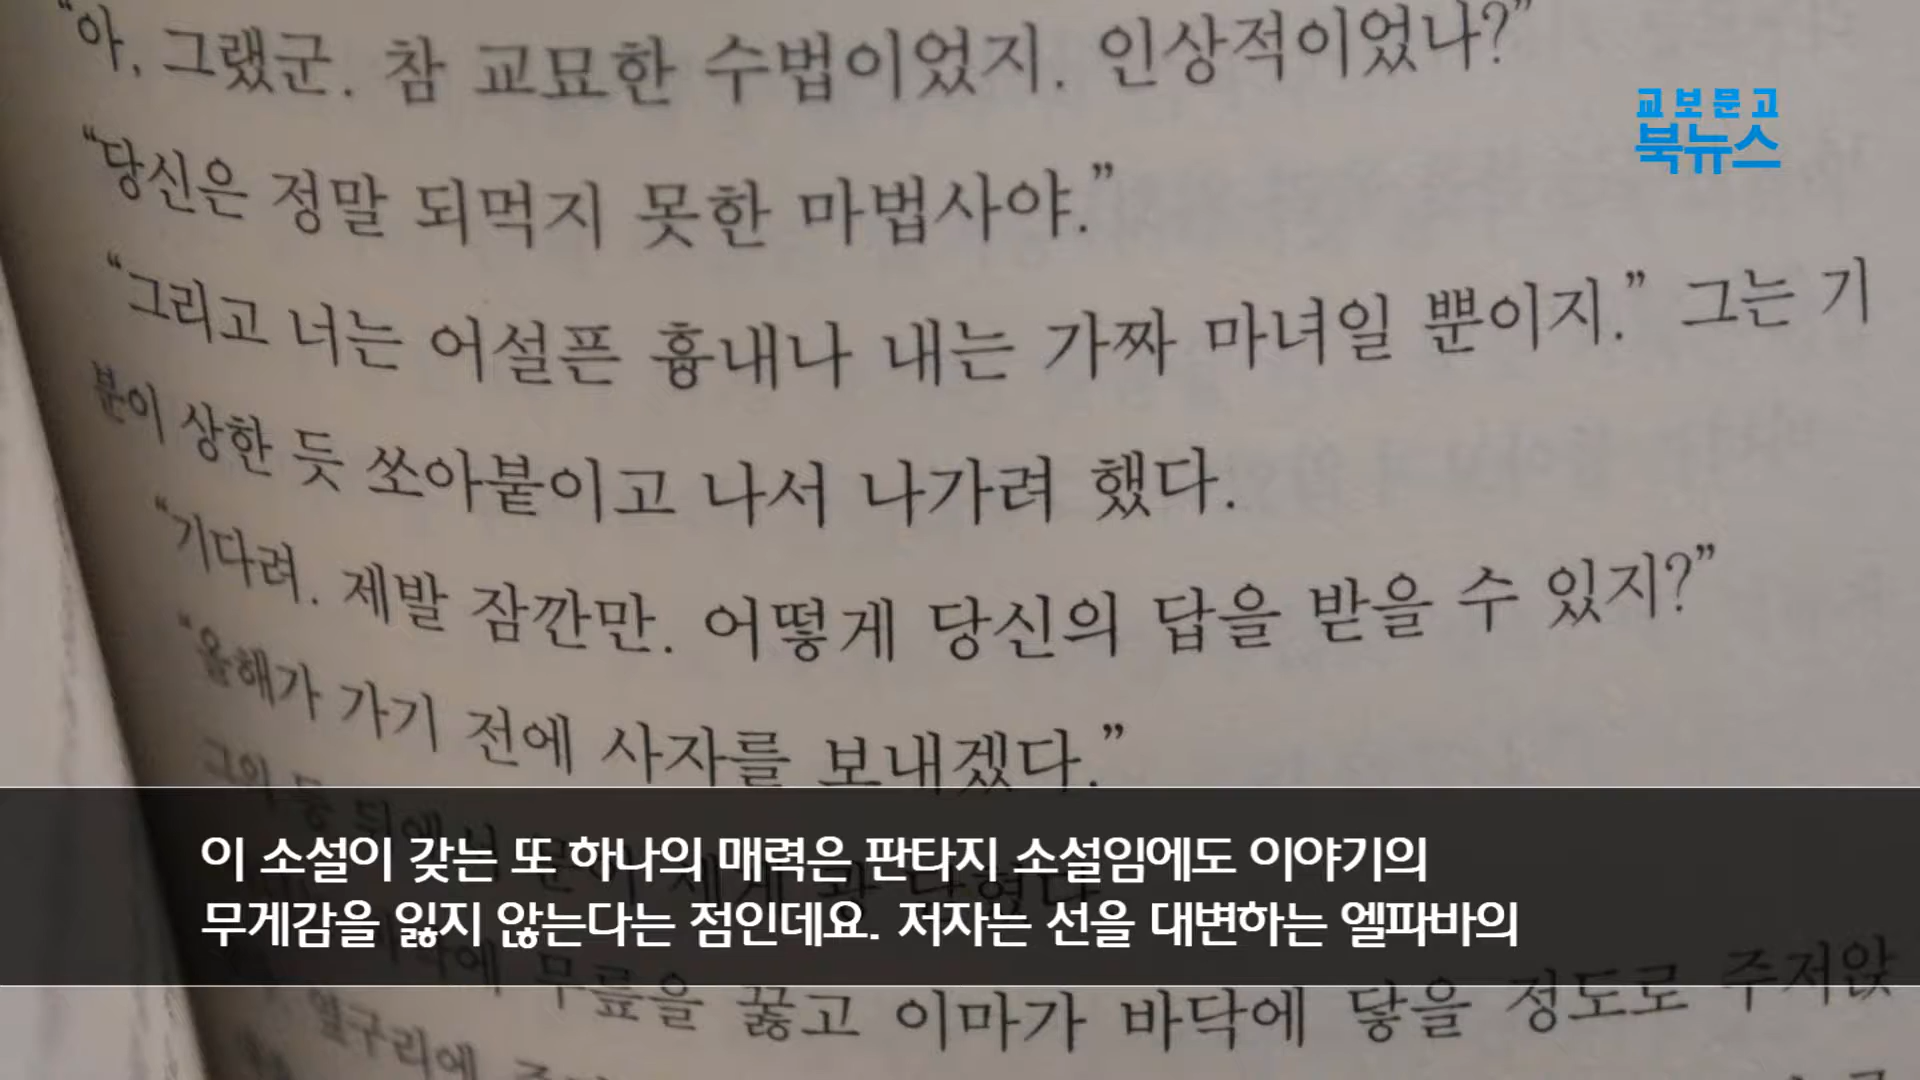 “아, 그랬군. 참 교묘한 수법이었지. 인상적이었나?”
교보문고
북뉴스
“당신은 정말 되먹지 못한 마법사야.”
“그리고 너는 어설픈 흉내나 내는 가짜 마녀일 뿐이지.” 그는 기
분이 상한 듯 쏘아붙이고 나서 나가려 했다.
“기다려. 제발 잠깐만. 어떻게 당신의 답을 받을 수 있지?”
“올해가 가기 전에 사자를 보내겠다.”
이 소설이 갖는 또 하나의 매력은 판타지 소설임에도 이야기의
무게감을 잃지 않는다는 점인데요. 저자는 선을 대변하는 엘파바의
무릎을 꿇고 이마가 바닥에 닿을 정도로 주저앉
옆구리에